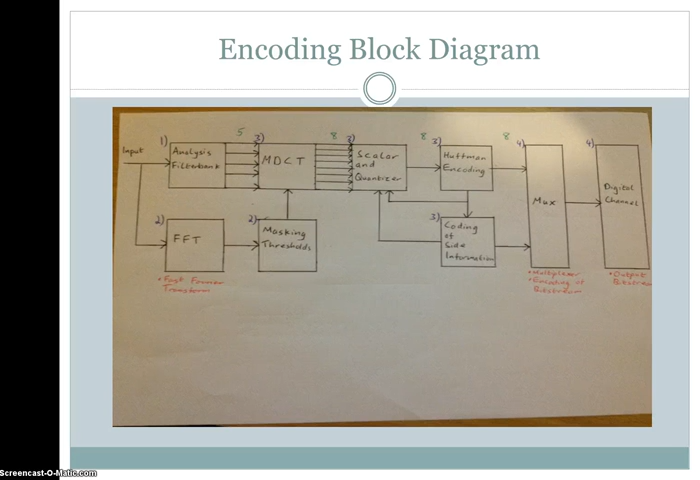 Encoding Block Diagram
5 8 8 8
1) 3) 3) 3) 4) 4)
Input
Analysis
Filterbank
MDCT
Scalar
and
Quantizer
Huffman
Encoding
Mux
Digital
Channel
2) 2) 3)
FFT
Masking
Thresholds
Coding
of
Side
Information
• Fast Fourier
Transform
• Multiplexer
• Encoding of
Bitstream
• Output
Bitstream
Screencast-O-Matic.com